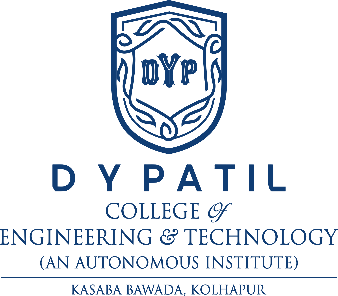 DYP
D Y PATIL
COLLEGE of
ENGINEERING & TECHNOLOGY
(AN AUTONOMOUS INSTITUTE)
KASABA BAWADA, KOLHAPUR